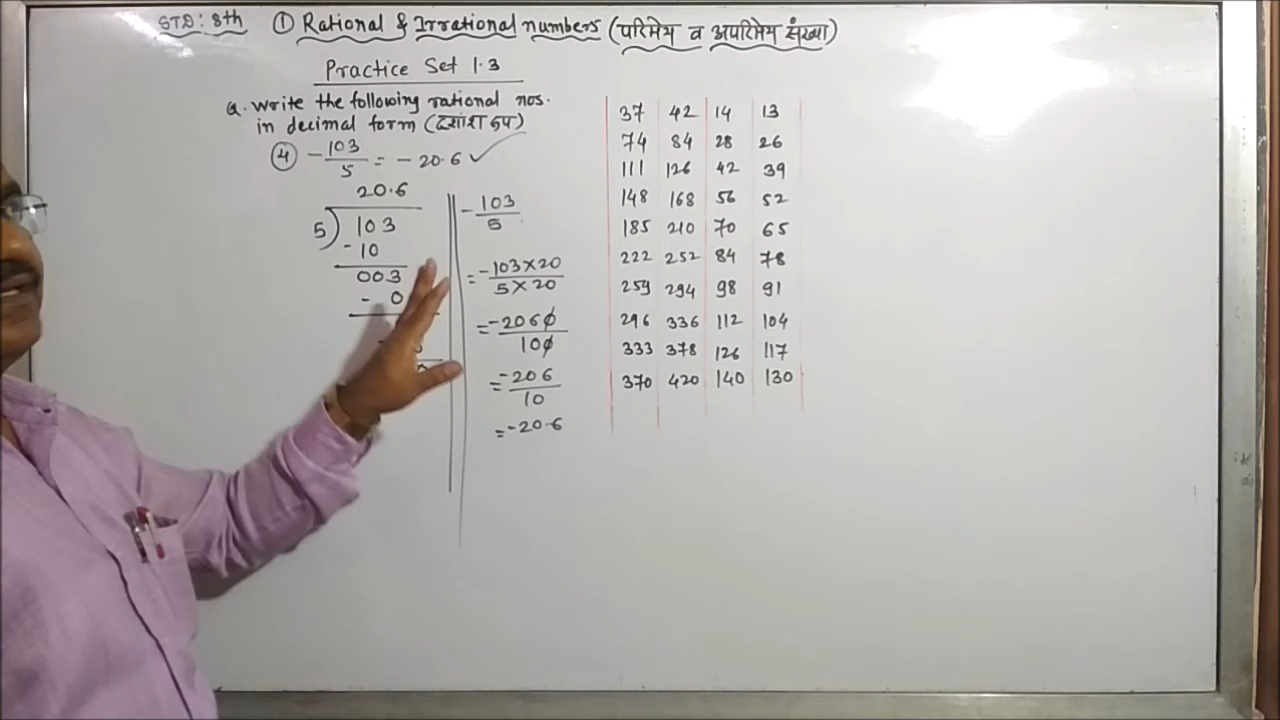 STD: 8th ① Rational & Irrational numbers (परिमेय व अपरिमेय संख्या)
Practice Set 1.3
Q. Write the following rational nos.
in decimal form (दशांश रुप)
④ -103/5 = -20.6 ✓
20.6
5) 103
-10
003
- 0
-103/5
= -103×20/5×20
= -2060/100
= -206/10
= -20.6
37 42 14 13
74 84 28 26
111 126 42 39
148 168 56 52
185 210 70 65
222 252 84 78
259 294 98 91
296 336 112 104
333 378 126 117
370 420 140 130